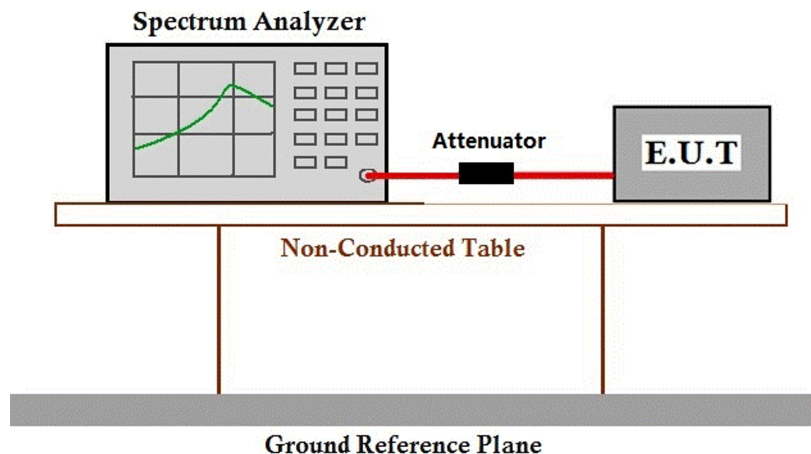 Spectrum Analyzer
Attenuator
E.U.T
Non-Conducted Table
Ground Reference Plane